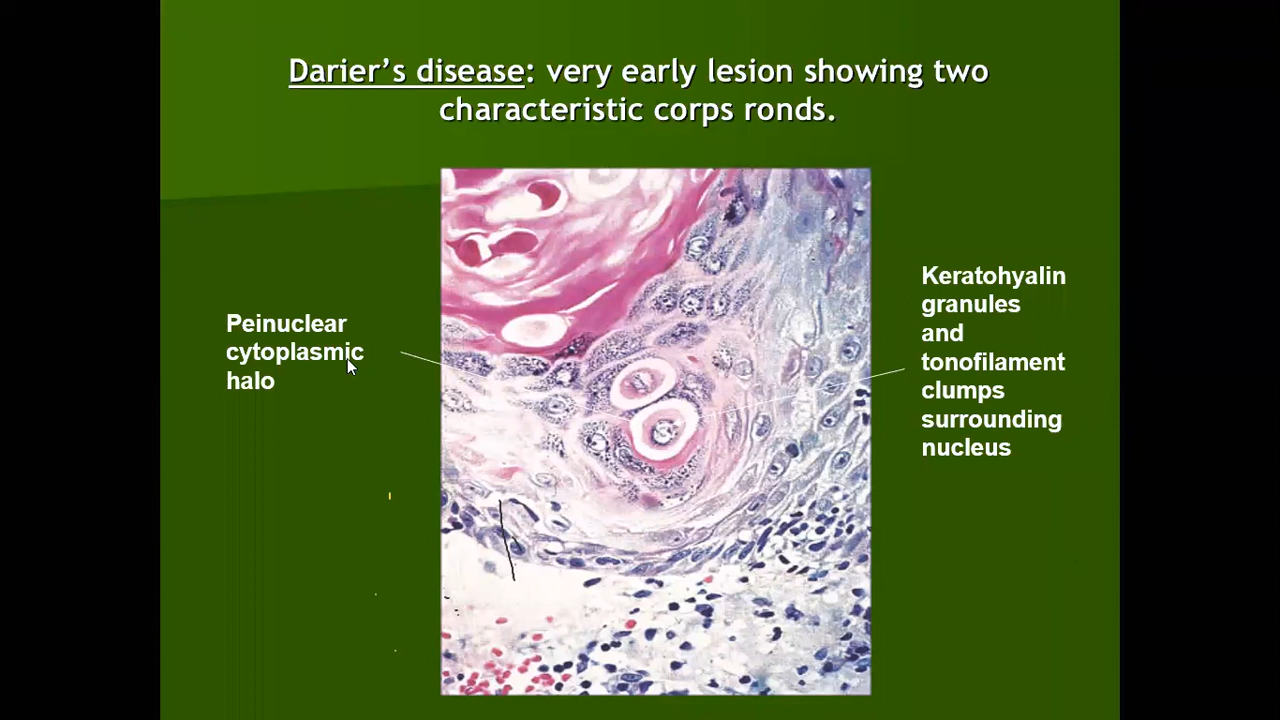 Darier’s disease: very early lesion showing two
characteristic corps ronds.
Peinuclear
cytoplasmic
halo
Keratohyalin
granules
and
tonofilament
clumps
surrounding
nucleus